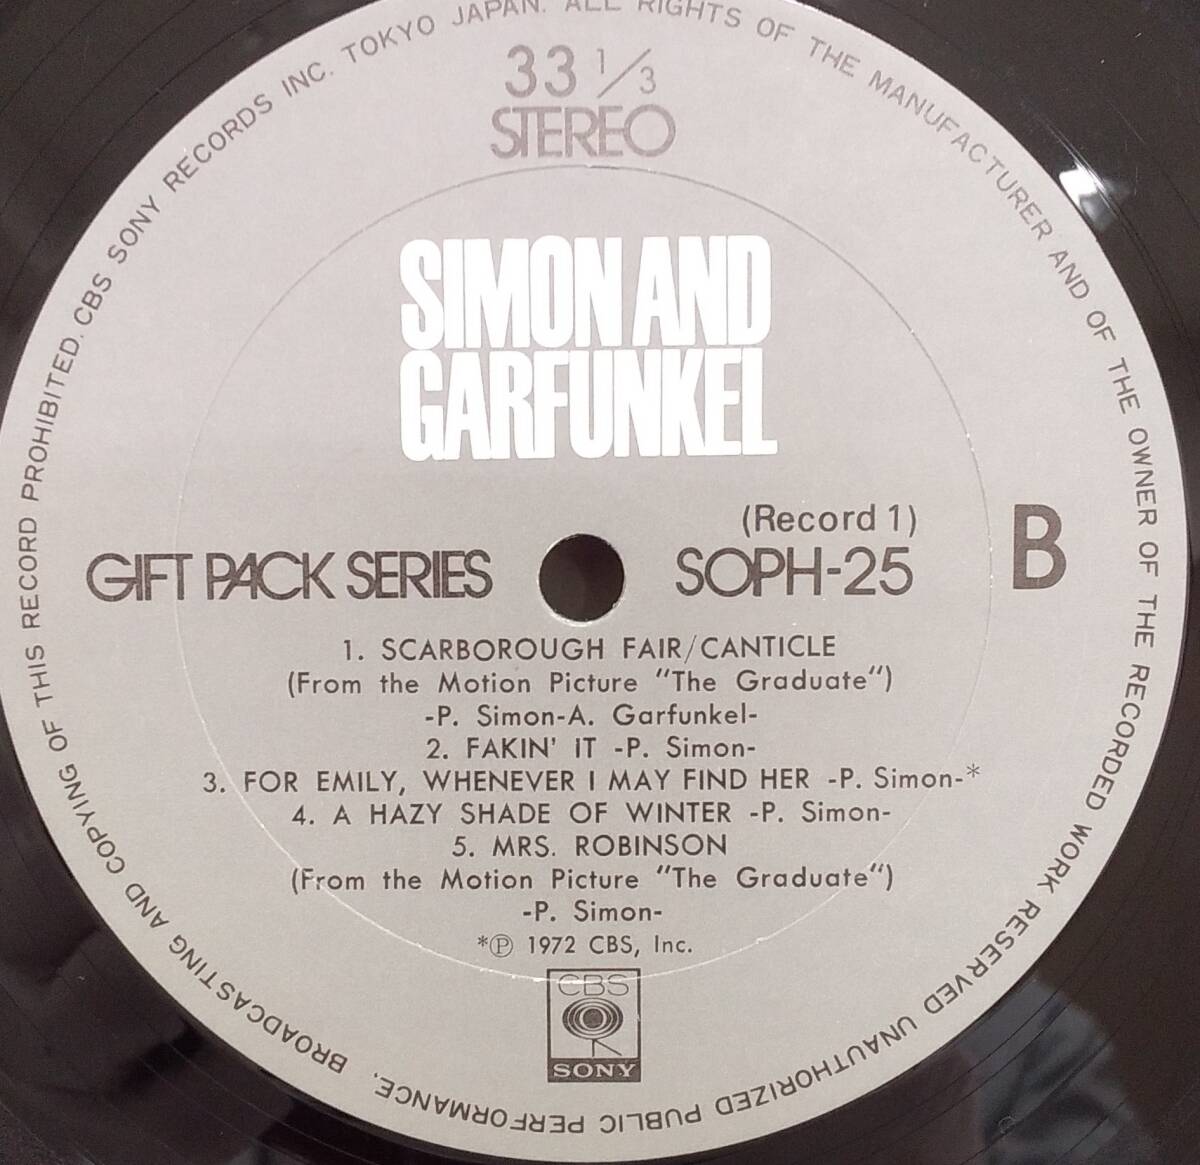 33 1/3
STEREO
SIMON AND
GARFUNKEL
(Record 1)
GIFT PACK SERIES
SOPH-25
B
1. SCARBOROUGH FAIR/CANTICLE
(From the Motion Picture "The Graduate")
-P. Simon-A. Garfunkel-
2. FAKIN' IT -P. Simon-
3. FOR EMILY, WHENEVER I MAY FIND HER -P. Simon-*
4. A HAZY SHADE OF WINTER -P. Simon-
5. MRS. ROBINSON
(From the Motion Picture "The Graduate")
-P. Simon-
*Ⓟ 1972 CBS, Inc.
CBS
SONY
CBS SONY RECORDS INC. TOKYO JAPAN. ALL RIGHTS OF THE MANUFACTURER AND OF THE OWNER OF THE RECORDED WORK RESERVED UNAUTHORIZED PUBLIC PERFORMANCE, BROADCASTING AND COPYING OF THIS RECORD PROHIBITED.